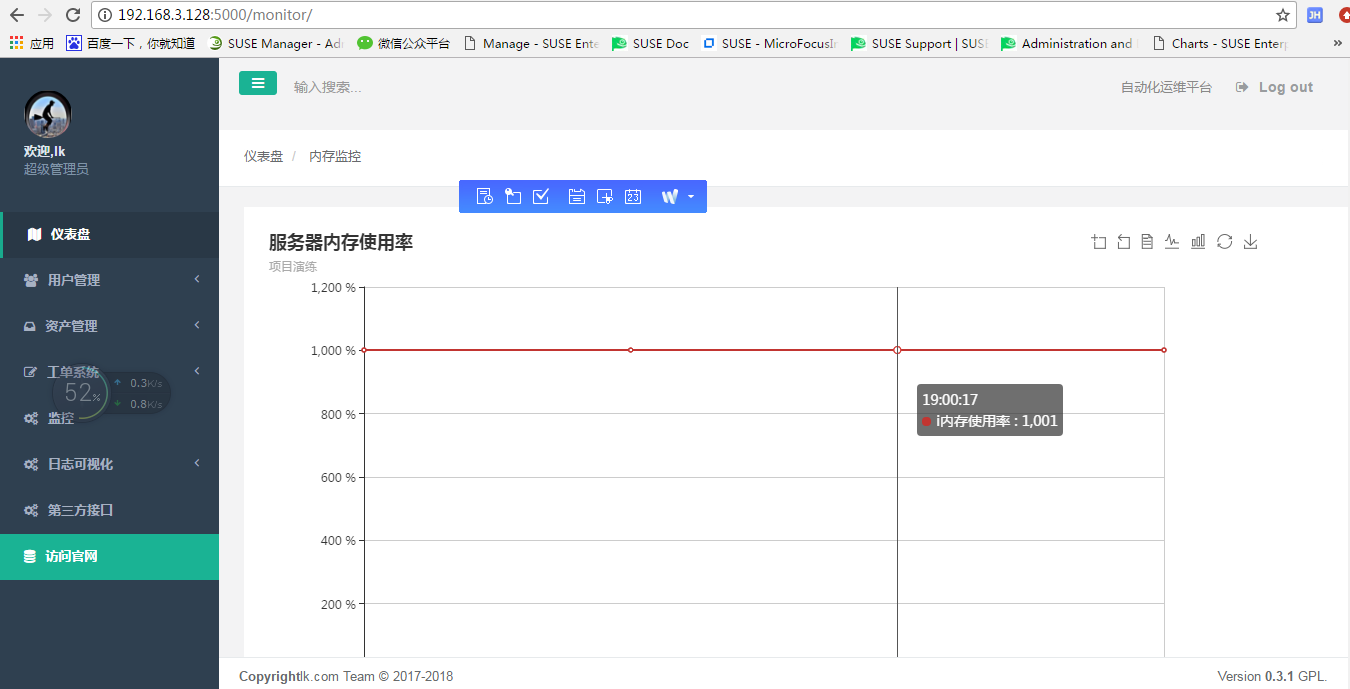 192.168.3.128:5000/monitor/
JH
应用 百度一下，你就知道 SUSE Manager - Ad 微信公众平台 Manage - SUSE Ente SUSE Doc SUSE - MicroFocusIn SUSE Support | SUS Administration and Charts - SUSE Enterp »
输入搜索...
自动化运维平台 Log out
欢迎,lk
超级管理员
仪表盘
用户管理
资产管理
工单系统
52% 0.3K/s
0.8K/s
监控
日志可视化
第三方接口
访问官网
仪表盘 / 内存监控
23 W
服务器内存使用率
项目演练
1,200 %
1,000 %
800 %
600 %
400 %
200 %
19:00:17
i内存使用率 : 1,001
Copyrightlk.com Team © 2017-2018
Version 0.3.1 GPL.